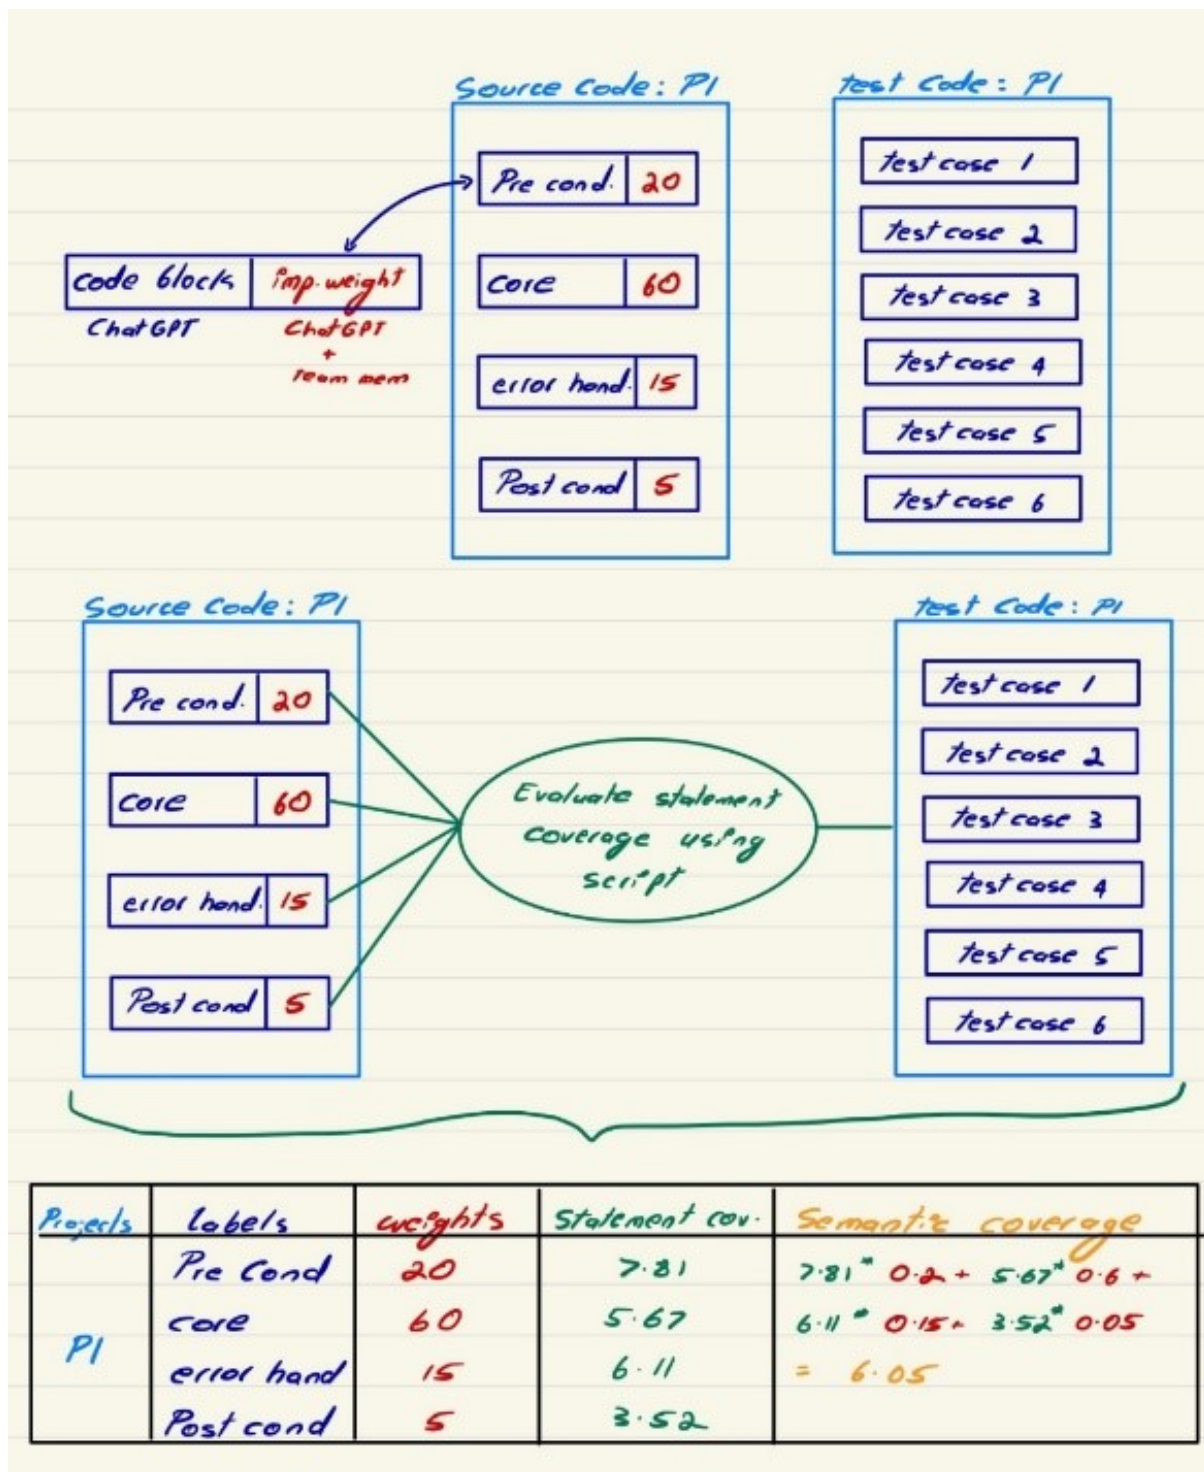 Source Code: P1
test Code: P1
Pre cond. 20
core 60
error hand. 15
Post cond 5
test case 1
test case 2
test case 3
test case 4
test case 5
test case 6
code block imp. weight
ChatGPT
ChatGPT
+
team mem
Source Code: P1
test Code: P1
Pre cond. 20
core 60
error hand. 15
Post cond 5
Evaluate statement
coverage using
script
test case 1
test case 2
test case 3
test case 4
test case 5
test case 6
Projects Labels weights Statement cov. Semantic coverage
Pre Cond 20 7.81 7.81 * 0.2 + 5.67 * 0.6 +
core 60 5.67 6.11 * 0.15 + 3.52 * 0.05
P1
error hand 15 6.11 = 6.05
Post cond 5 3.52